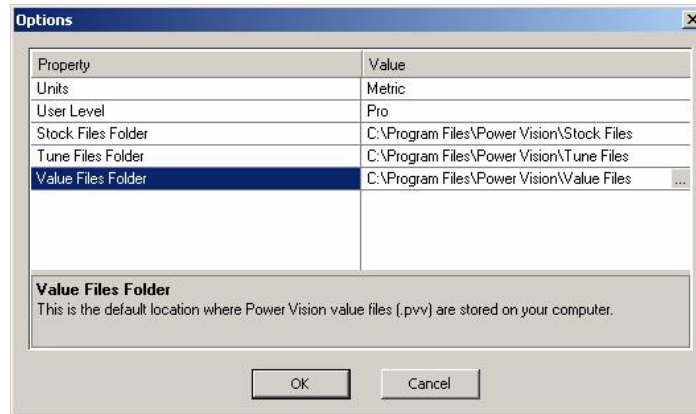 Options
Property Value
Units Metric
User Level Pro
Stock Files Folder C:\Program Files\Power Vision\Stock Files
Tune Files Folder C:\Program Files\Power Vision\Tune Files
Value Files Folder C:\Program Files\Power Vision\Value Files ...
Value Files Folder
This is the default location where Power Vision value files (.pvv) are stored on your computer.
OK Cancel